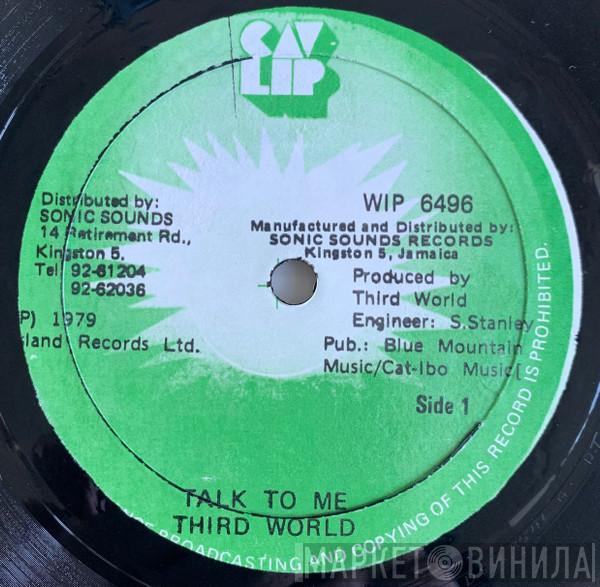 CAV
LIP
Distributed by:
SONIC SOUNDS
14 Retirement Rd.,
Kingston 5.
Tel 92-61204
92-62036
P) 1979
land Records Ltd.
WIP 6496
Manufactured and Distributed by:
SONIC SOUNDS RECORDS
Kingston 5, Jamaica
Produced by
Third World
Engineer: S.Stanley
Pub.: Blue Mountain
Music/Cat-Ibo Music[
Side 1
TALK TO ME
THIRD WORLD
BROADCASTING AND COPYING OF THIS RECORD IS PROHIBITED.
МАРКЕТ ВИНИЛА